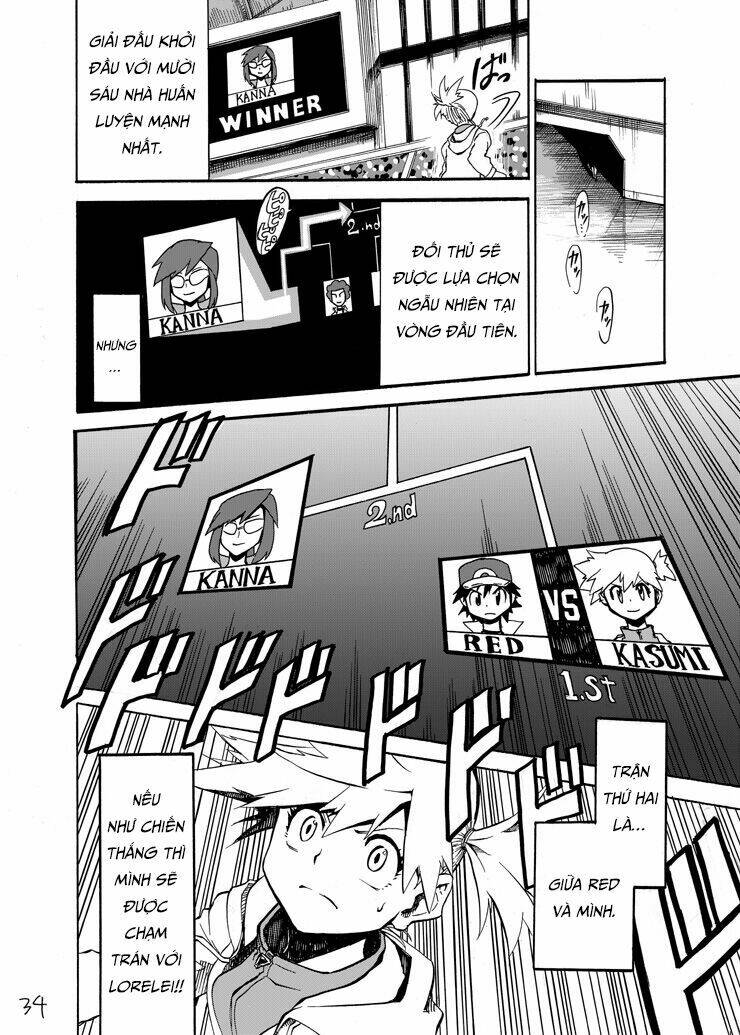 GIẢI ĐẤU KHỞI
ĐẦU VỚI MƯỜI
SÁU NHÀ HUẤN
LUYỆN MẠNH
NHẤT.
KANNA
WINNER
ばっ
カッ
カッ
カッ
ĐỐI THỦ SẼ
ĐƯỢC LỰA CHỌN
NGẪU NHIÊN TẠI
VÒNG ĐẦU TIÊN.
2.nd
KANNA
NHƯNG
...
ド
ド
ド
ド
ド
ド
ド
ド
2.nd
KANNA
RED
VS
KASUMI
1.St
TRẬN
THỨ HAI
LÀ...
GIỮA RED
VÀ MÌNH.
NẾU
NHƯ CHIẾN
THẮNG THÌ
MÌNH SẼ
ĐƯỢC
CHẠM
TRÁN VỚI
LORELEI!!
34